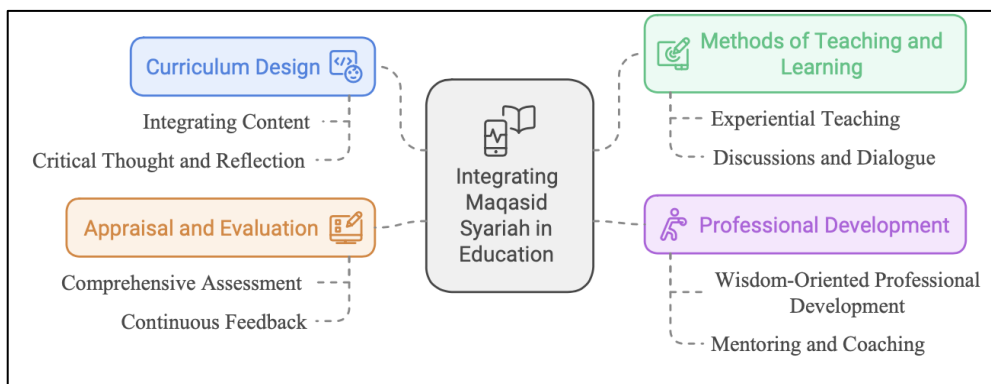 Curriculum Design
Integrating Content
Critical Thought and Reflection
Appraisal and Evaluation
Comprehensive Assessment
Continuous Feedback
Integrating
Maqasid
Syariah in
Education
Methods of Teaching and
Learning
Experiential Teaching
Discussions and Dialogue
Professional Development
Wisdom-Oriented Professional
Development
Mentoring and Coaching